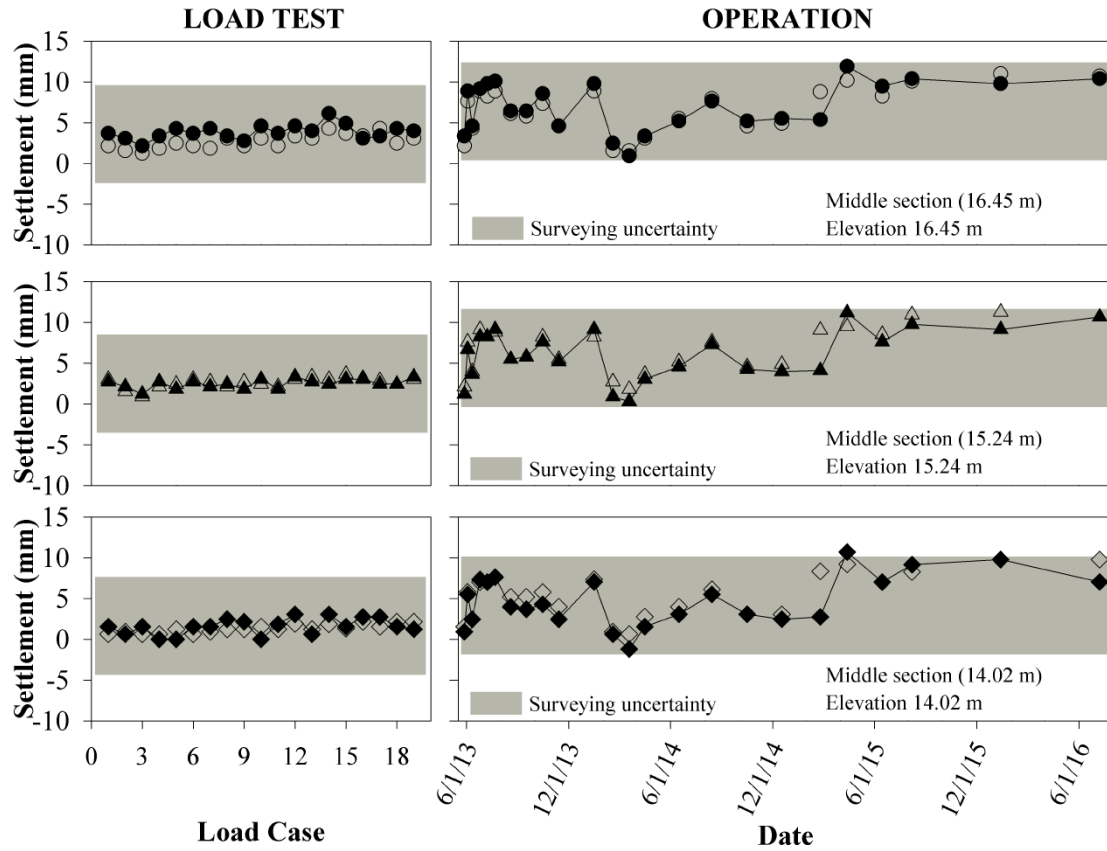 LOAD TEST
OPERATION
Settlement (mm)
15
10
5
0
-5
-10
Surveying uncertainty
Middle section (16.45 m)
Elevation 16.45 m
Settlement (mm)
15
10
5
0
-5
-10
Surveying uncertainty
Middle section (15.24 m)
Elevation 15.24 m
Settlement (mm)
15
10
5
0
-5
-10
Surveying uncertainty
Middle section (14.02 m)
Elevation 14.02 m
0 3 6 9 12 15 18
6/1/13 12/1/13 6/1/14 12/1/14 6/1/15 12/1/15 6/1/16
Load Case
Date